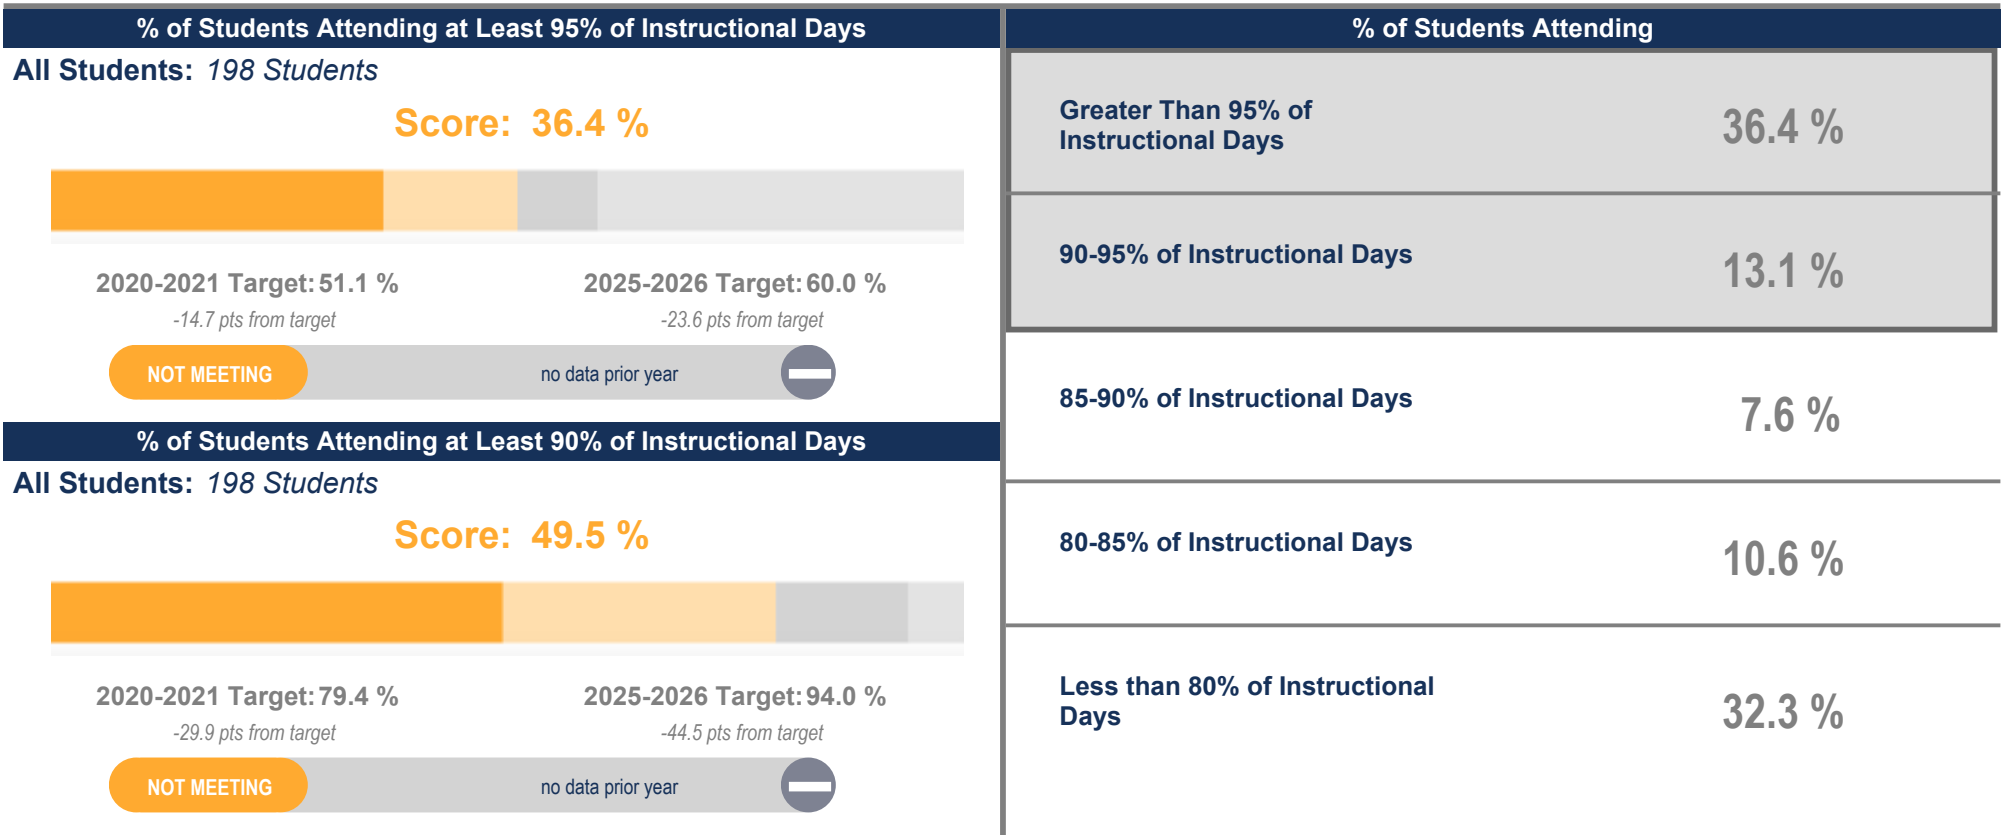 % of Students Attending at Least 95% of Instructional Days
All Students: 198 Students
Score: 36.4 %
2020-2021 Target: 51.1 %
2025-2026 Target: 60.0 %
-14.7 pts from target
-23.6 pts from target
NOT MEETING
no data prior year
% of Students Attending at Least 90% of Instructional Days
All Students: 198 Students
Score: 49.5 %
2020-2021 Target: 79.4 %
2025-2026 Target: 94.0 %
-29.9 pts from target
-44.5 pts from target
NOT MEETING
no data prior year
% of Students Attending
Greater Than 95% of
Instructional Days
36.4 %
90-95% of Instructional Days
13.1 %
85-90% of Instructional Days
7.6 %
80-85% of Instructional Days
10.6 %
Less than 80% of Instructional
Days
32.3 %